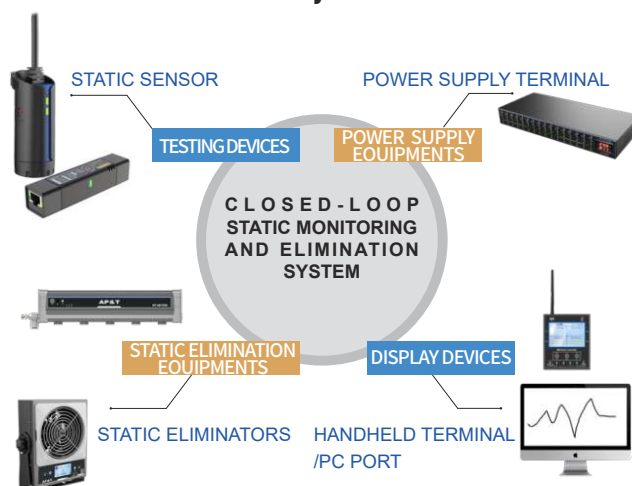 STATIC SENSOR
POWER SUPPLY TERMINAL
TESTING DEVICES
POWER SUPPLY
EQUIPMENTS
CLOSED-LOOP
STATIC MONITORING
AND ELIMINATION
SYSTEM
AP&T
STATIC ELIMINATION
EQUIPMENTS
DISPLAY DEVICES
STATIC ELIMINATORS
HANDHELD TERMINAL
/PC PORT